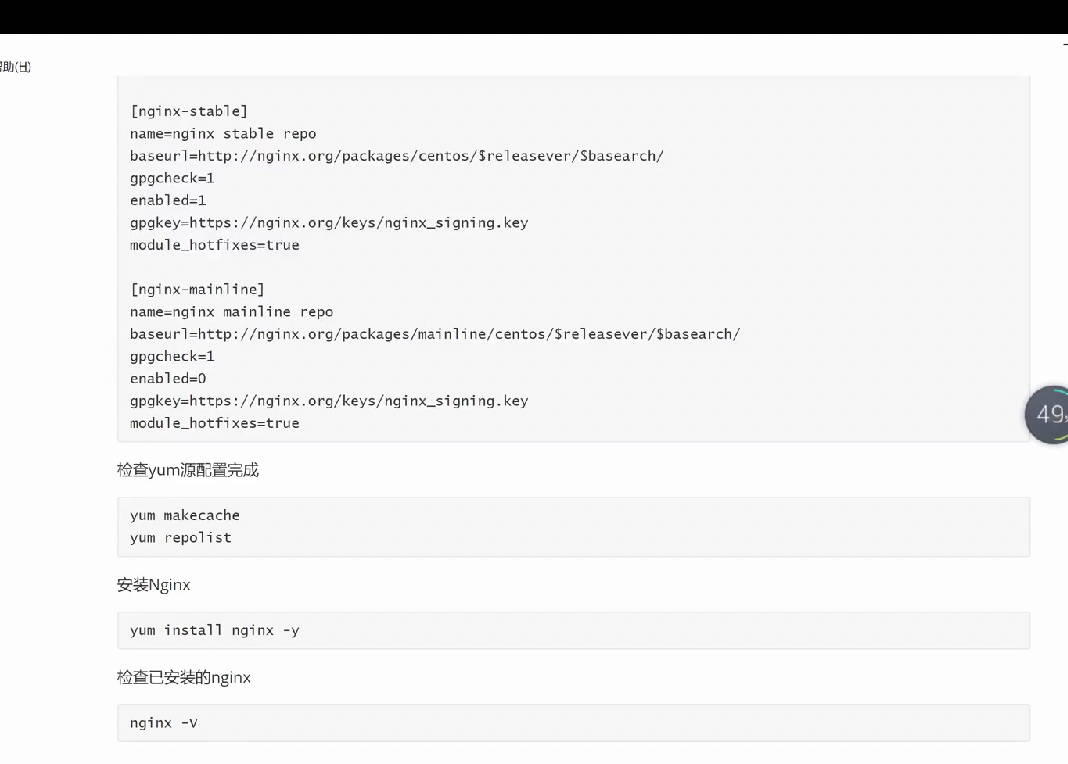 助(H)
[nginx-stable]
name=nginx stable repo
baseurl=http://nginx.org/packages/centos/$releasever/$basearch/
gpgcheck=1
enabled=1
gpgkey=https://nginx.org/keys/nginx_signing.key
module_hotfixes=true
[nginx-mainline]
name=nginx mainline repo
baseurl=http://nginx.org/packages/mainline/centos/$releasever/$basearch/
gpgcheck=1
enabled=0
gpgkey=https://nginx.org/keys/nginx_signing.key
module_hotfixes=true
49
检查yum源配置完成
yum makecache
yum repolist
安装Nginx
yum install nginx -y
检查已安装的nginx
nginx -V